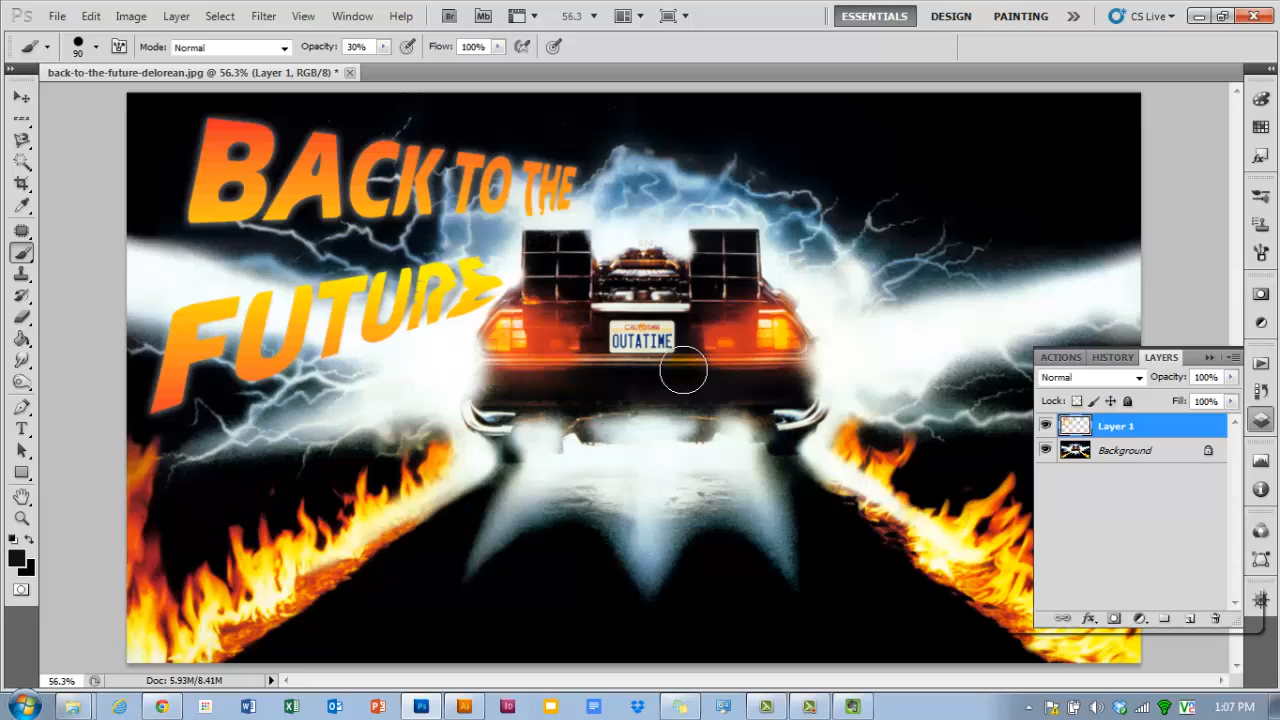 Ps File Edit Image Layer Select Filter View Window Help Br Mb 56.3 ESSENTIALS DESIGN PAINTING CS Live
90 Mode: Normal Opacity: 30% Flow: 100%
back-to-the-future-delorean.jpg @ 56.3% (Layer 1, RGB/8) *
BACK TO THE
FUTURE
CALIFORNIA
OUTATIME
ACTIONS HISTORY LAYERS
Normal Opacity: 100%
Lock: Fill: 100%
Layer 1
Background
56.3% Doc: 5.93M/8.41M
1:07 PM